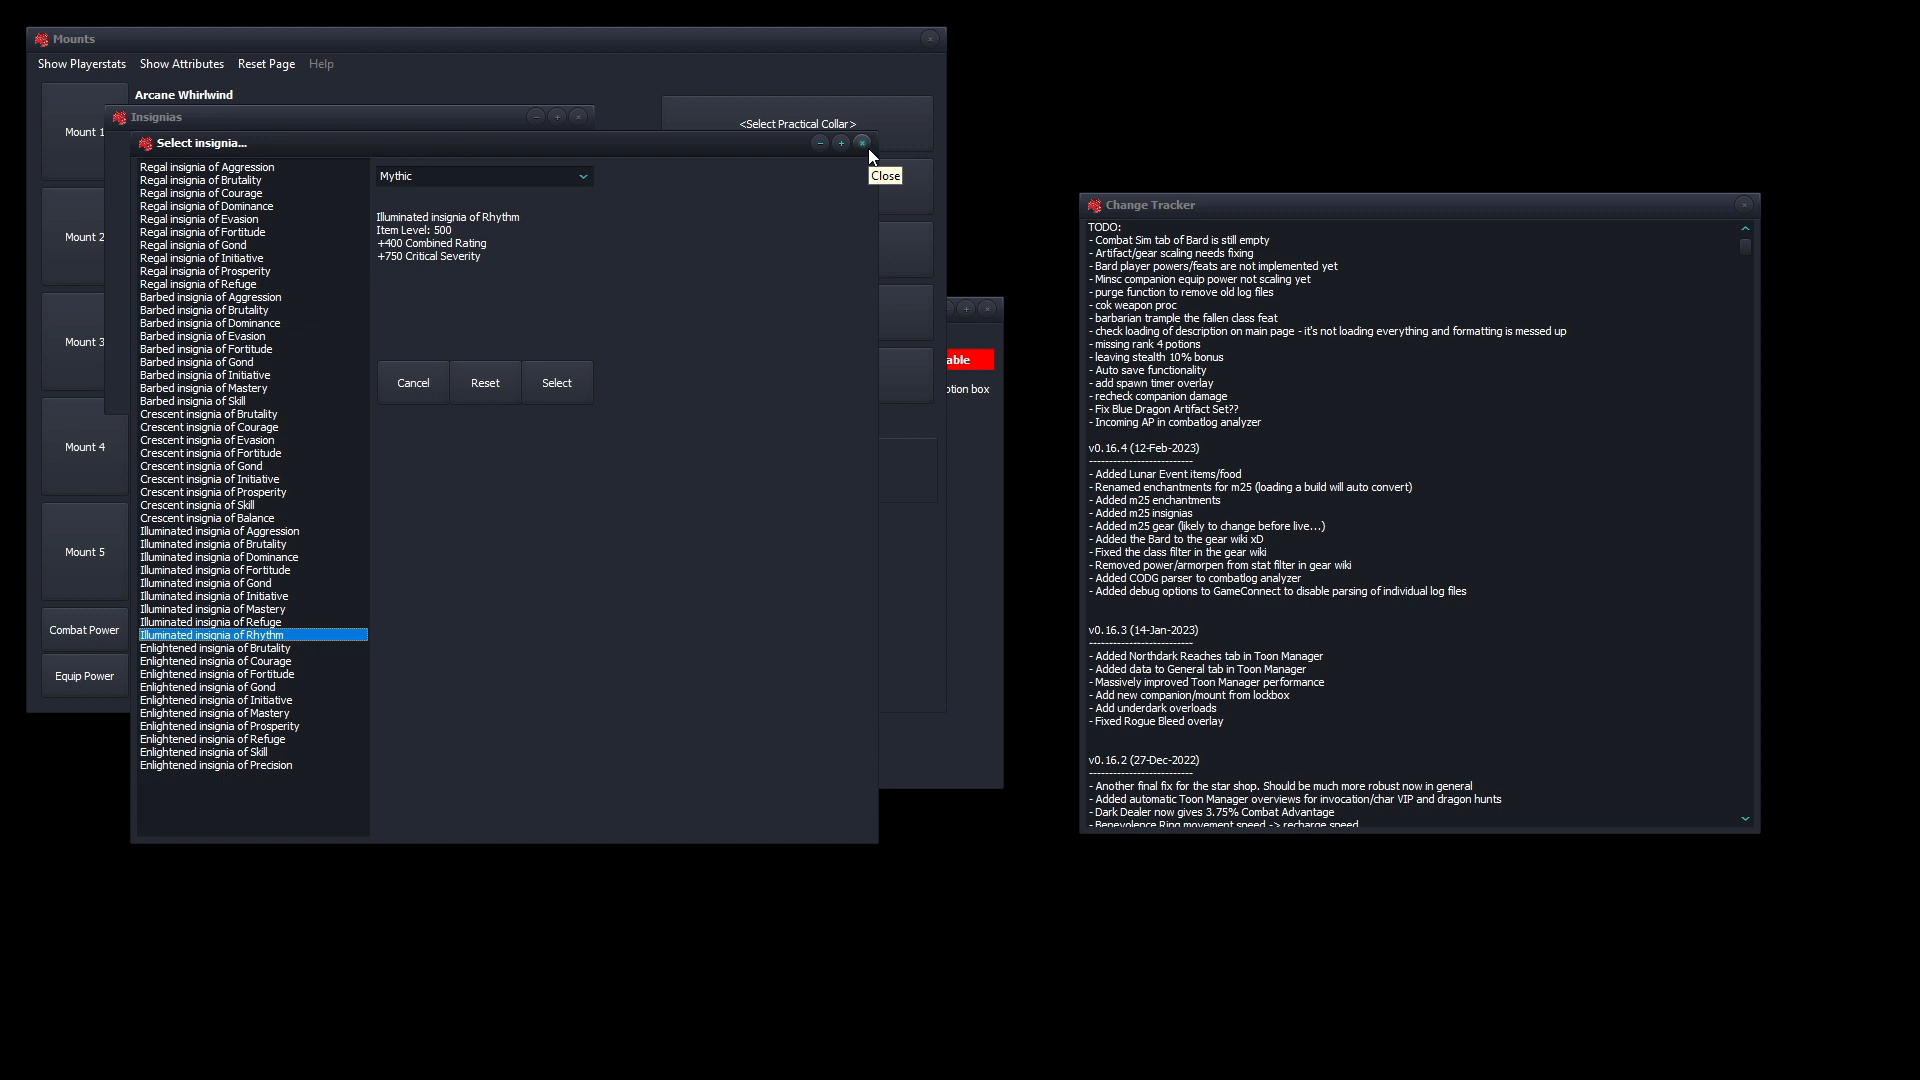 Mounts
Show Playerstats Show Attributes Reset Page Help
Arcane Whirlwind
Mount 1
Mount 2
Mount 3
Mount 4
Mount 5
Combat Power
Equip Power
<Select Practical Collar>
Insignias
Select insignia...
Close
Regal insignia of Aggression
Regal insignia of Brutality
Regal insignia of Courage
Regal insignia of Dominance
Regal insignia of Evasion
Regal insignia of Fortitude
Regal insignia of Gond
Regal insignia of Initiative
Regal insignia of Prosperity
Regal insignia of Refuge
Barbed insignia of Aggression
Barbed insignia of Brutality
Barbed insignia of Dominance
Barbed insignia of Evasion
Barbed insignia of Fortitude
Barbed insignia of Gond
Barbed insignia of Initiative
Barbed insignia of Mastery
Barbed insignia of Skill
Crescent insignia of Brutality
Crescent insignia of Courage
Crescent insignia of Evasion
Crescent insignia of Fortitude
Crescent insignia of Gond
Crescent insignia of Initiative
Crescent insignia of Prosperity
Crescent insignia of Skill
Crescent insignia of Balance
Illuminated insignia of Aggression
Illuminated insignia of Brutality
Illuminated insignia of Dominance
Illuminated insignia of Fortitude
Illuminated insignia of Gond
Illuminated insignia of Initiative
Illuminated insignia of Mastery
Illuminated insignia of Refuge
Illuminated insignia of Rhythm
Enlightened insignia of Brutality
Enlightened insignia of Courage
Enlightened insignia of Fortitude
Enlightened insignia of Gond
Enlightened insignia of Initiative
Enlightened insignia of Mastery
Enlightened insignia of Prosperity
Enlightened insignia of Refuge
Enlightened insignia of Skill
Enlightened insignia of Precision
Mythic
Illuminated insignia of Rhythm
Item Level: 500
+400 Combined Rating
+750 Critical Severity
Cancel Reset Select
able
otion box
Change Tracker
TODO:
- Combat Sim tab of Bard is still empty
- Artifact/gear scaling needs fixing
- Bard player powers/feats are not implemented yet
- Minsc companion equip power not scaling yet
- purge function to remove old log files
- cok weapon proc
- barbarian trample the fallen class feat
- check loading of description on main page - it's not loading everything and formatting is messed up
- missing rank 4 potions
- leaving stealth 10% bonus
- Auto save functionality
- add spawn timer overlay
- recheck companion damage
- Fix Blue Dragon Artifact Set??
- Incoming AP in combatlog analyzer
v0.16.4 (12-Feb-2023)
--------------------------
- Added Lunar Event items/food
- Renamed enchantments for m25 (loading a build will auto convert)
- Added m25 enchantments
- Added m25 insignias
- Added m25 gear (likely to change before live...)
- Added the Bard to the gear wiki xD
- Fixed the class filter in the gear wiki
- Removed power/armorpen from stat filter in gear wiki
- Added CODG parser to combatlog analyzer
- Added debug options to GameConnect to disable parsing of individual log files
v0.16.3 (14-Jan-2023)
--------------------------
- Added Northdark Reaches tab in Toon Manager
- Added data to General tab in Toon Manager
- Massively improved Toon Manager performance
- Add new companion/mount from lockbox
- Add underdark overloads
- Fixed Rogue Bleed overlay
v0.16.2 (27-Dec-2022)
--------------------------
- Another final fix for the star shop. Should be much more robust now in general
- Added automatic Toon Manager overviews for invocation/char VIP and dragon hunts
- Dark Dealer now gives 3.75% Combat Advantage
- Benevolence Ring movement speed -> recharge speed